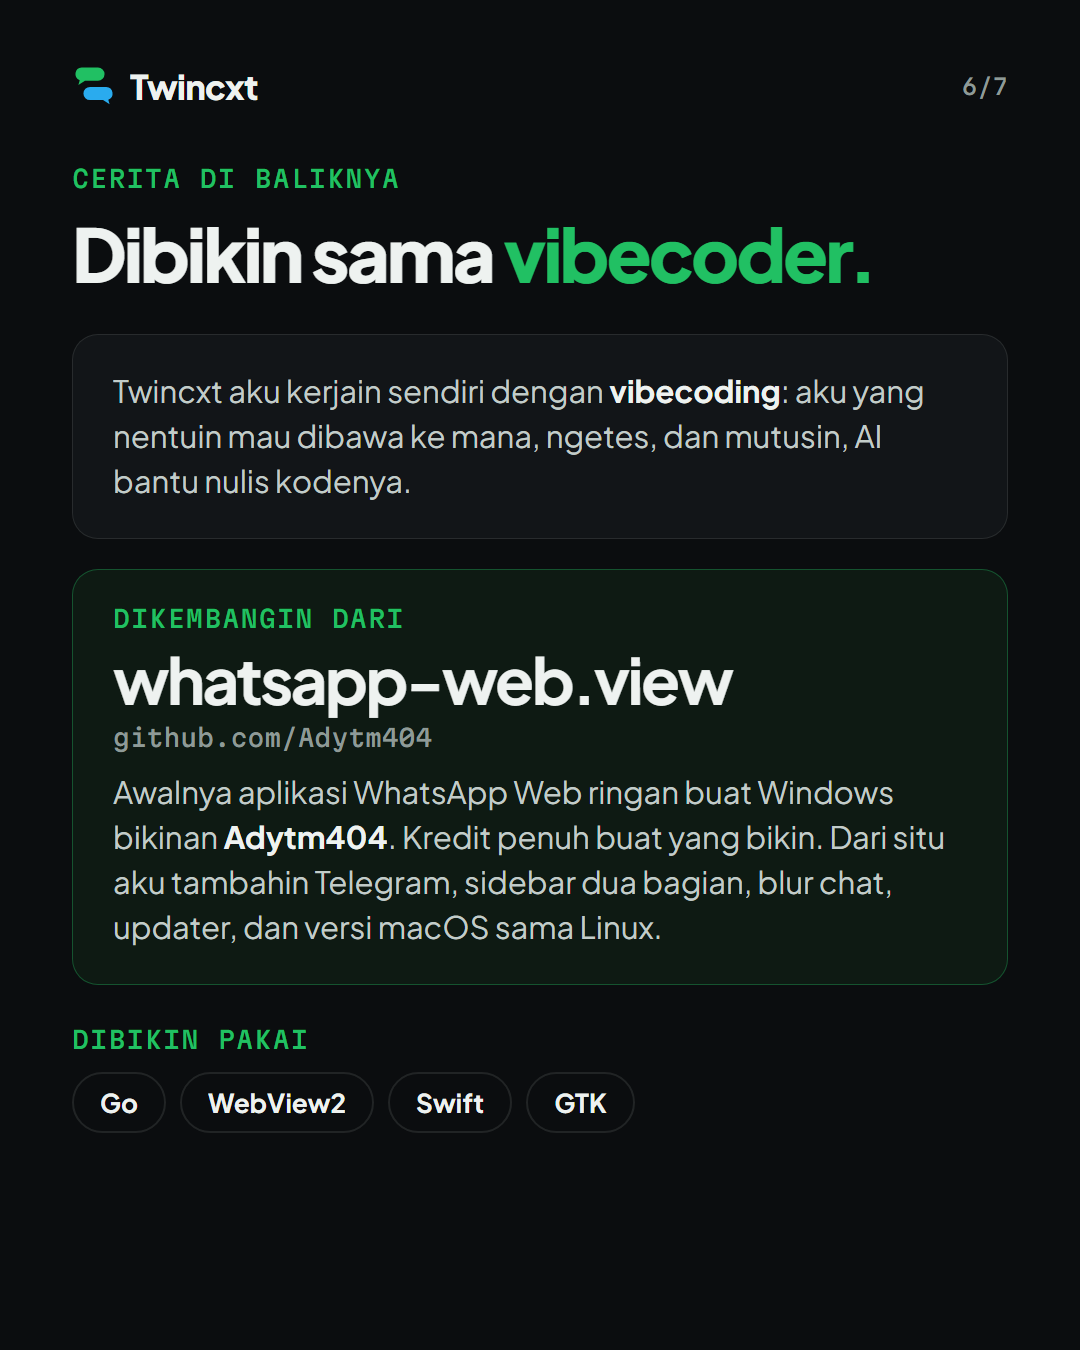 Twincxt
6/7
CERITA DI BALIKNYA
Dibikin sama vibecoder.
Twincxt aku kerjain sendiri dengan vibecoding: aku yang
nentuin mau dibawa ke mana, ngetes, dan mutusin, AI
bantu nulis kodenya.
DIKEMBANGIN DARI
whatsapp-web.view
github.com/Adytm404
Awalnya aplikasi WhatsApp Web ringan buat Windows
bikinan Adytm404. Kredit penuh buat yang bikin. Dari situ
aku tambahin Telegram, sidebar dua bagian, blur chat,
updater, dan versi macOS sama Linux.
DIBIKIN PAKAI
Go
WebView2
Swift
GTK